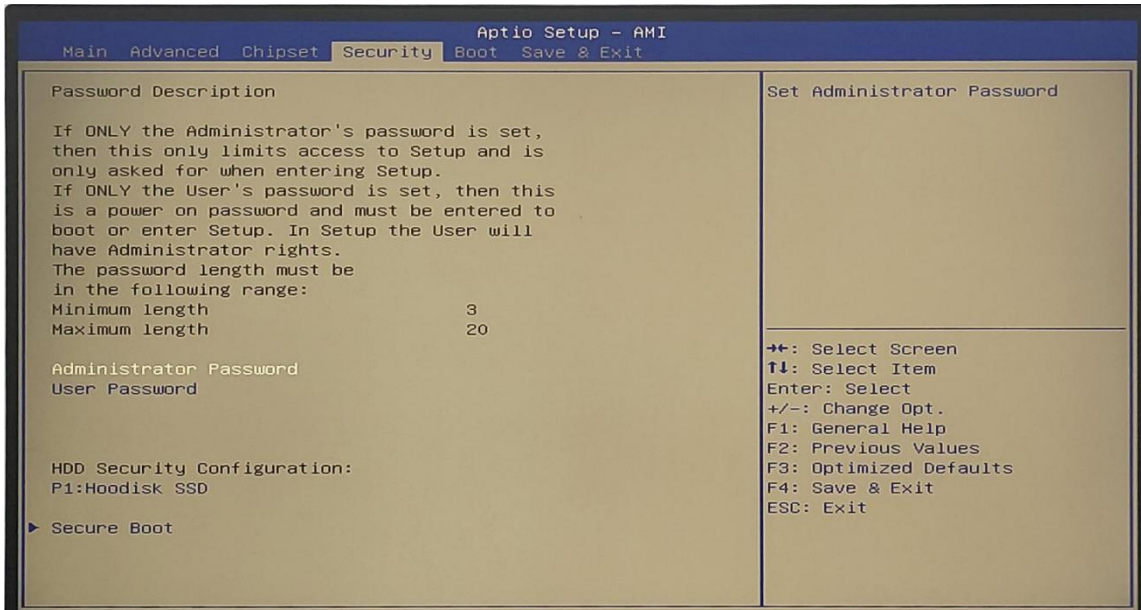 Aptio Setup – AMI
Main Advanced Chipset Security Boot Save & Exit
Password Description
If ONLY the Administrator's password is set,
then this only limits access to Setup and is
only asked for when entering Setup.
If ONLY the User's password is set, then this
is a power on password and must be entered to
boot or enter Setup. In Setup the User will
have Administrator rights.
The password length must be
in the following range:
Minimum length 3
Maximum length 20
Administrator Password
User Password
HDD Security Configuration:
P1:Hoodisk SSD
► Secure Boot
Set Administrator Password
→←: Select Screen
↑↓: Select Item
Enter: Select
+/-: Change Opt.
F1: General Help
F2: Previous Values
F3: Optimized Defaults
F4: Save & Exit
ESC: Exit